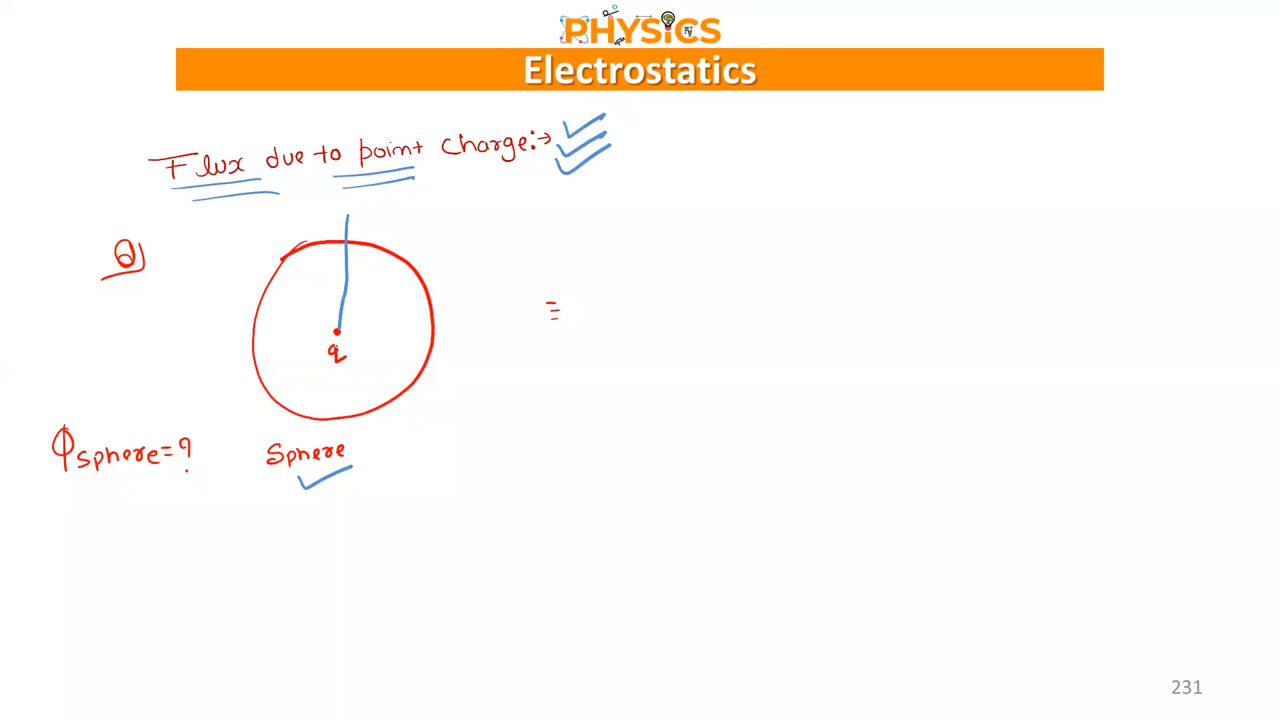 PHYSICS
Electrostatics
Flux due to point charge:→
Q
q
Φsphere=?
Sphere
231